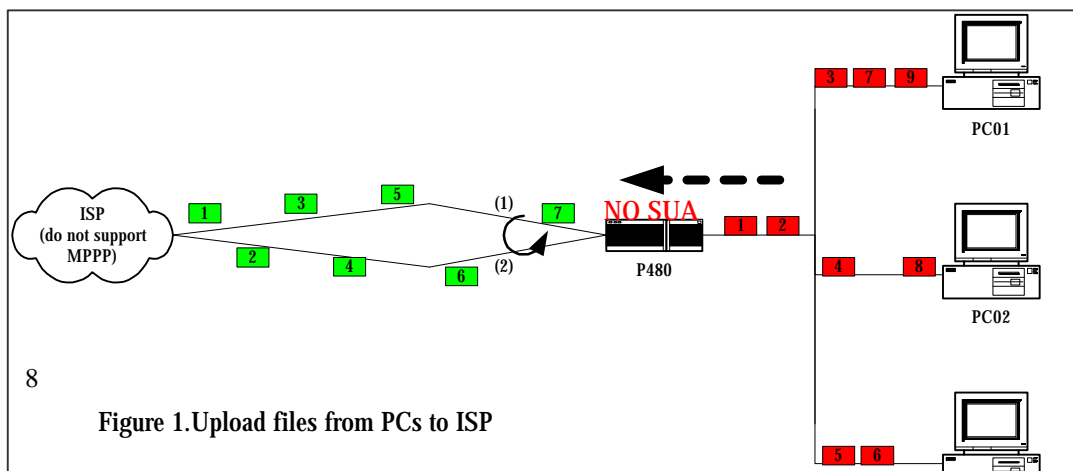 3 7 9
PC01
ISP
(do not support
MPPP)
1
3
5
(1)
7
NO SUA
1 2
2
4
6
(2)
P480
4 8
PC02
8
Figure 1.Upload files from PCs to ISP
5 6